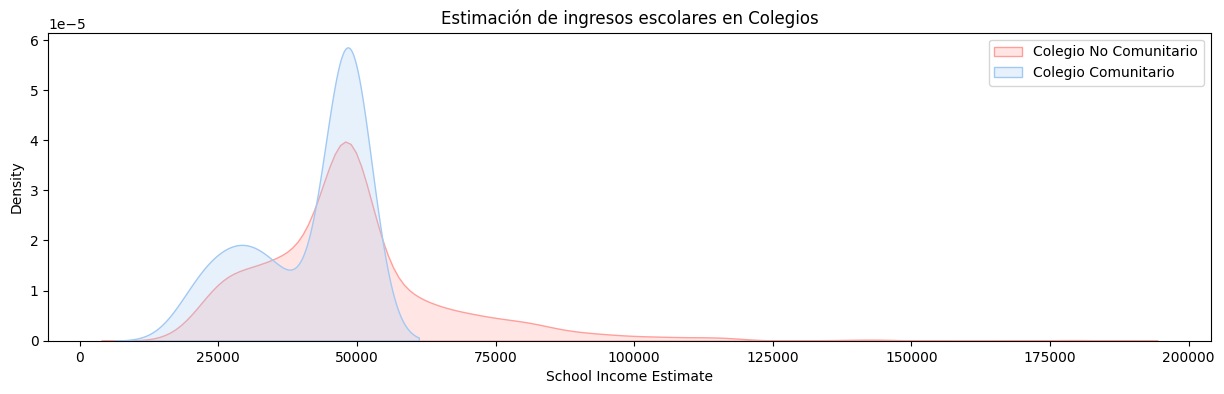 Estimación de ingresos escolares en Colegios
1e−5
6
5
4
3
2
1
0
Density
Colegio No Comunitario
Colegio Comunitario
0 25000 50000 75000 100000 125000 150000 175000 200000
School Income Estimate